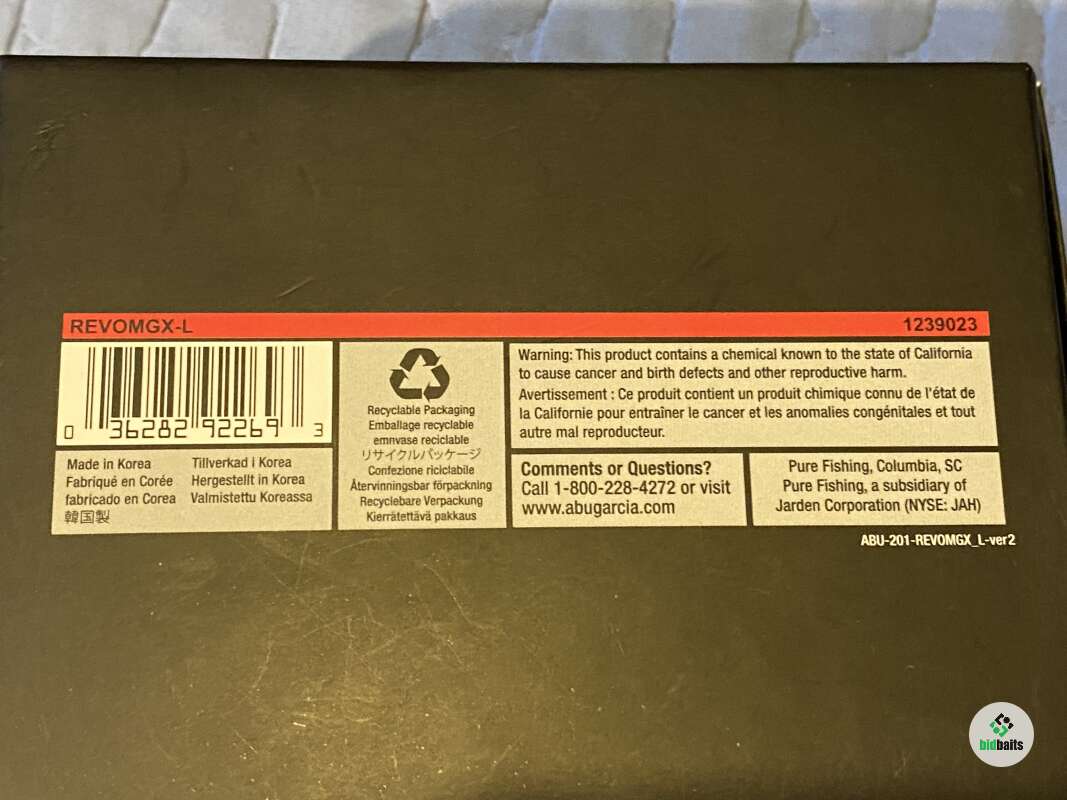 REVOMGX-L
1239023
0 36282 92269 3
Made in Korea
Fabriqué en Corée
fabricado en Corea
韓国製
Tillverkad i Korea
Hergestellt in Korea
Valmistettu Koreassa
Recyclable Packaging
Emballage recyclable
emnvase reciclable
リサイクルパッケージ
Confezione riciclabile
Återvinningsbar förpackning
Recyclebare Verpackung
Kierrätettävä pakkaus
Warning: This product contains a chemical known to the state of California
to cause cancer and birth defects and other reproductive harm.
Avertissement : Ce produit contient un produit chimique connu de l'état de
la Californie pour entraîner le cancer et les anomalies congénitales et tout
autre mal reproducteur.
Comments or Questions?
Call 1-800-228-4272 or visit
www.abugarcia.com
Pure Fishing, Columbia, SC
Pure Fishing, a subsidiary of
Jarden Corporation (NYSE: JAH)
ABU-201-REVOMGX_L-ver2
bidbaits